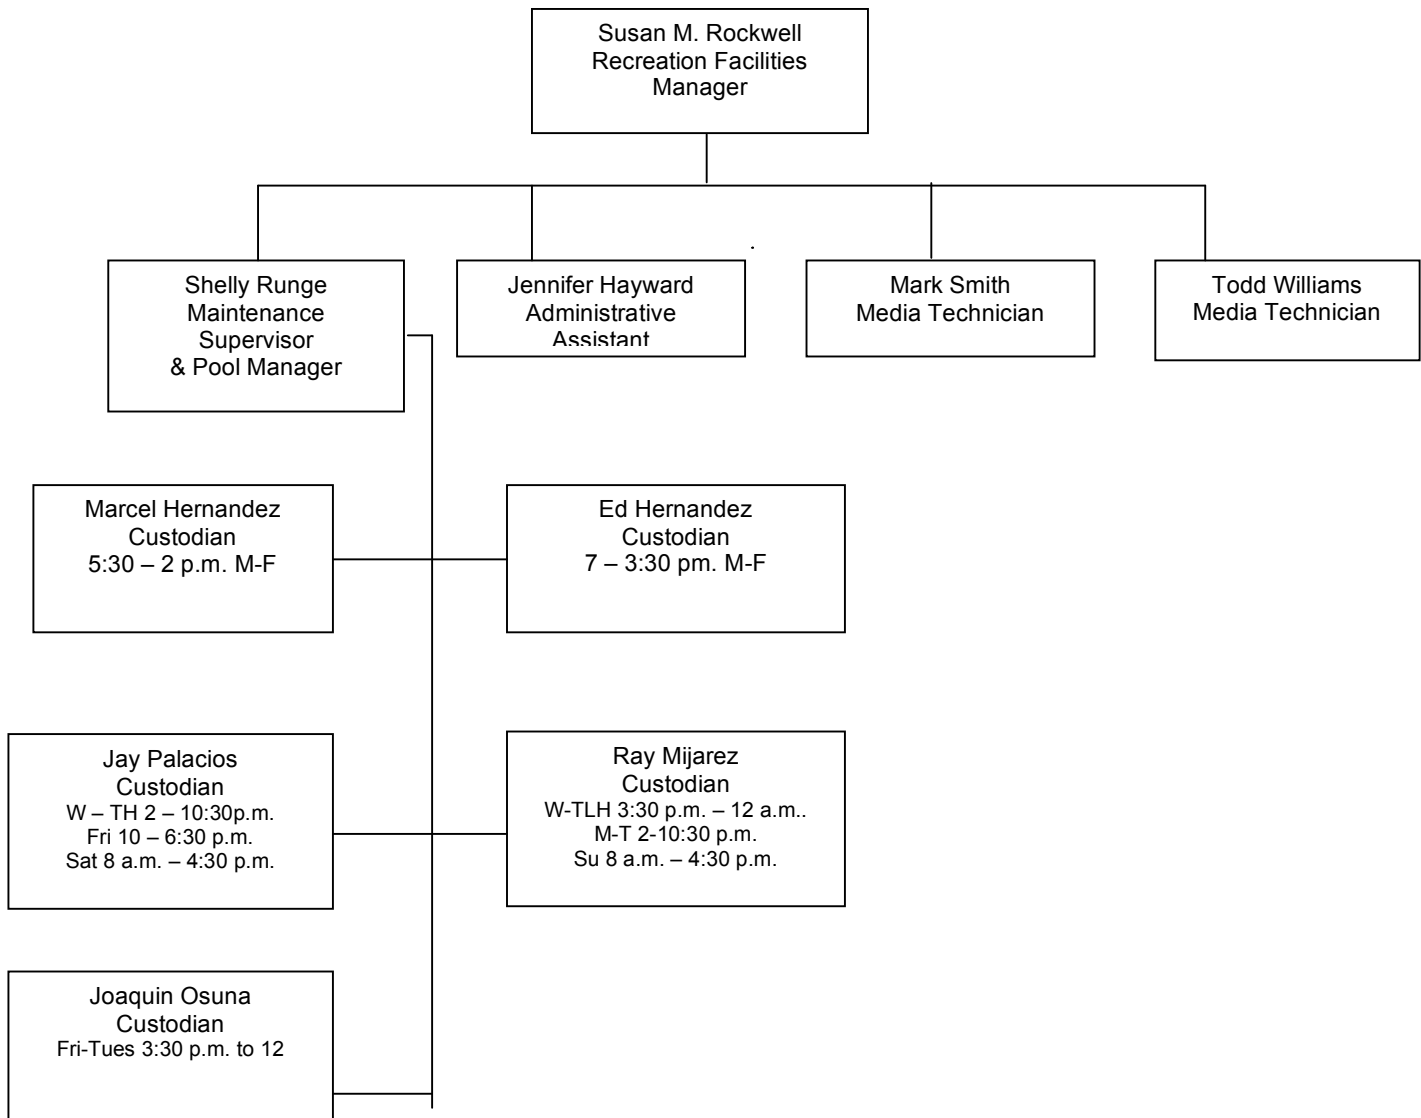 Susan M. Rockwell
Recreation Facilities
Manager
Shelly Runge
Maintenance
Supervisor
& Pool Manager
Jennifer Hayward
Administrative
Assistant
Mark Smith
Media Technician
Todd Williams
Media Technician
Marcel Hernandez
Custodian
5:30 – 2 p.m. M-F
Ed Hernandez
Custodian
7 – 3:30 pm. M-F
Jay Palacios
Custodian
W – TH 2 – 10:30p.m.
Fri 10 – 6:30 p.m.
Sat 8 a.m. – 4:30 p.m.
Ray Mijarez
Custodian
W-TLH 3:30 p.m. – 12 a.m..
M-T 2-10:30 p.m.
Su 8 a.m. – 4:30 p.m.
Joaquin Osuna
Custodian
Fri-Tues 3:30 p.m. to 12